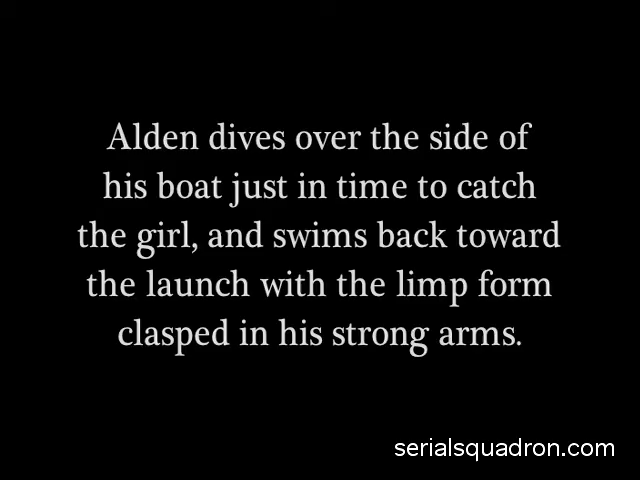 Alden dives over the side of
his boat just in time to catch
the girl, and swims back toward
the launch with the limp form
clasped in his strong arms.
serialsquadron.com